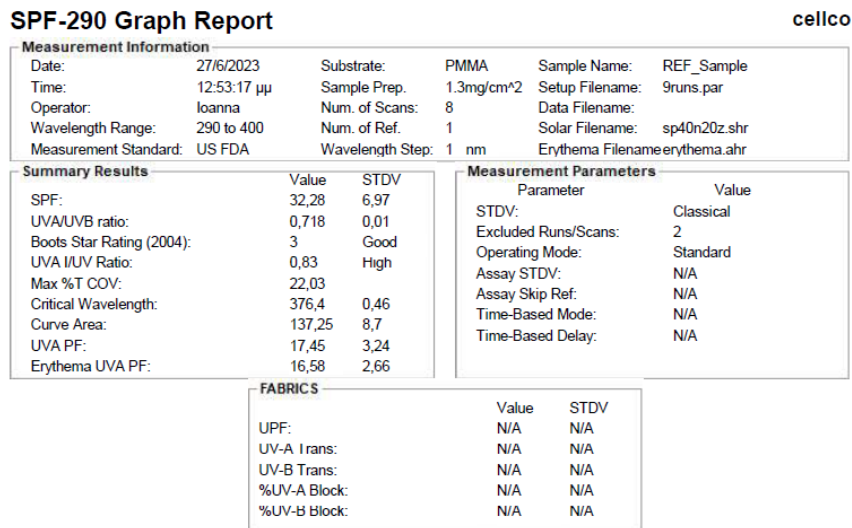 SPF-290 Graph Report
cellco
Measurement Information
Date: 27/6/2023 Substrate: PMMA Sample Name: REF_Sample
Time: 12:53:17 μμ Sample Prep. 1.3mg/cm^2 Setup Filename: 9runs.par
Operator: Ioanna Num. of Scans: 8 Data Filename:
Wavelength Range: 290 to 400 Num. of Ref. 1 Solar Filename: sp40n20z.shr
Measurement Standard: US FDA Wavelength Step: 1 nm Erythema Filename erythema.ahr
Summary Results
Value STDV
SPF: 32,28 6,97
UVA/UVB ratio: 0,718 0,01
Boots Star Rating (2004): 3 Good
UVA I/UV Ratio: 0,83 High
Max %T COV: 22,03
Critical Wavelength: 376,4 0,46
Curve Area: 137,25 8,7
UVA PF: 17,45 3,24
Erythema UVA PF: 16,58 2,66
Measurement Parameters
Parameter Value
STDV: Classical
Excluded Runs/Scans: 2
Operating Mode: Standard
Assay STDV: N/A
Assay Skip Ref: N/A
Time-Based Mode: N/A
Time-Based Delay: N/A
FABRICS
Value STDV
UPF: N/A N/A
UV-A Trans: N/A N/A
UV-B Trans: N/A N/A
%UV-A Block: N/A N/A
%UV-B Block: N/A N/A